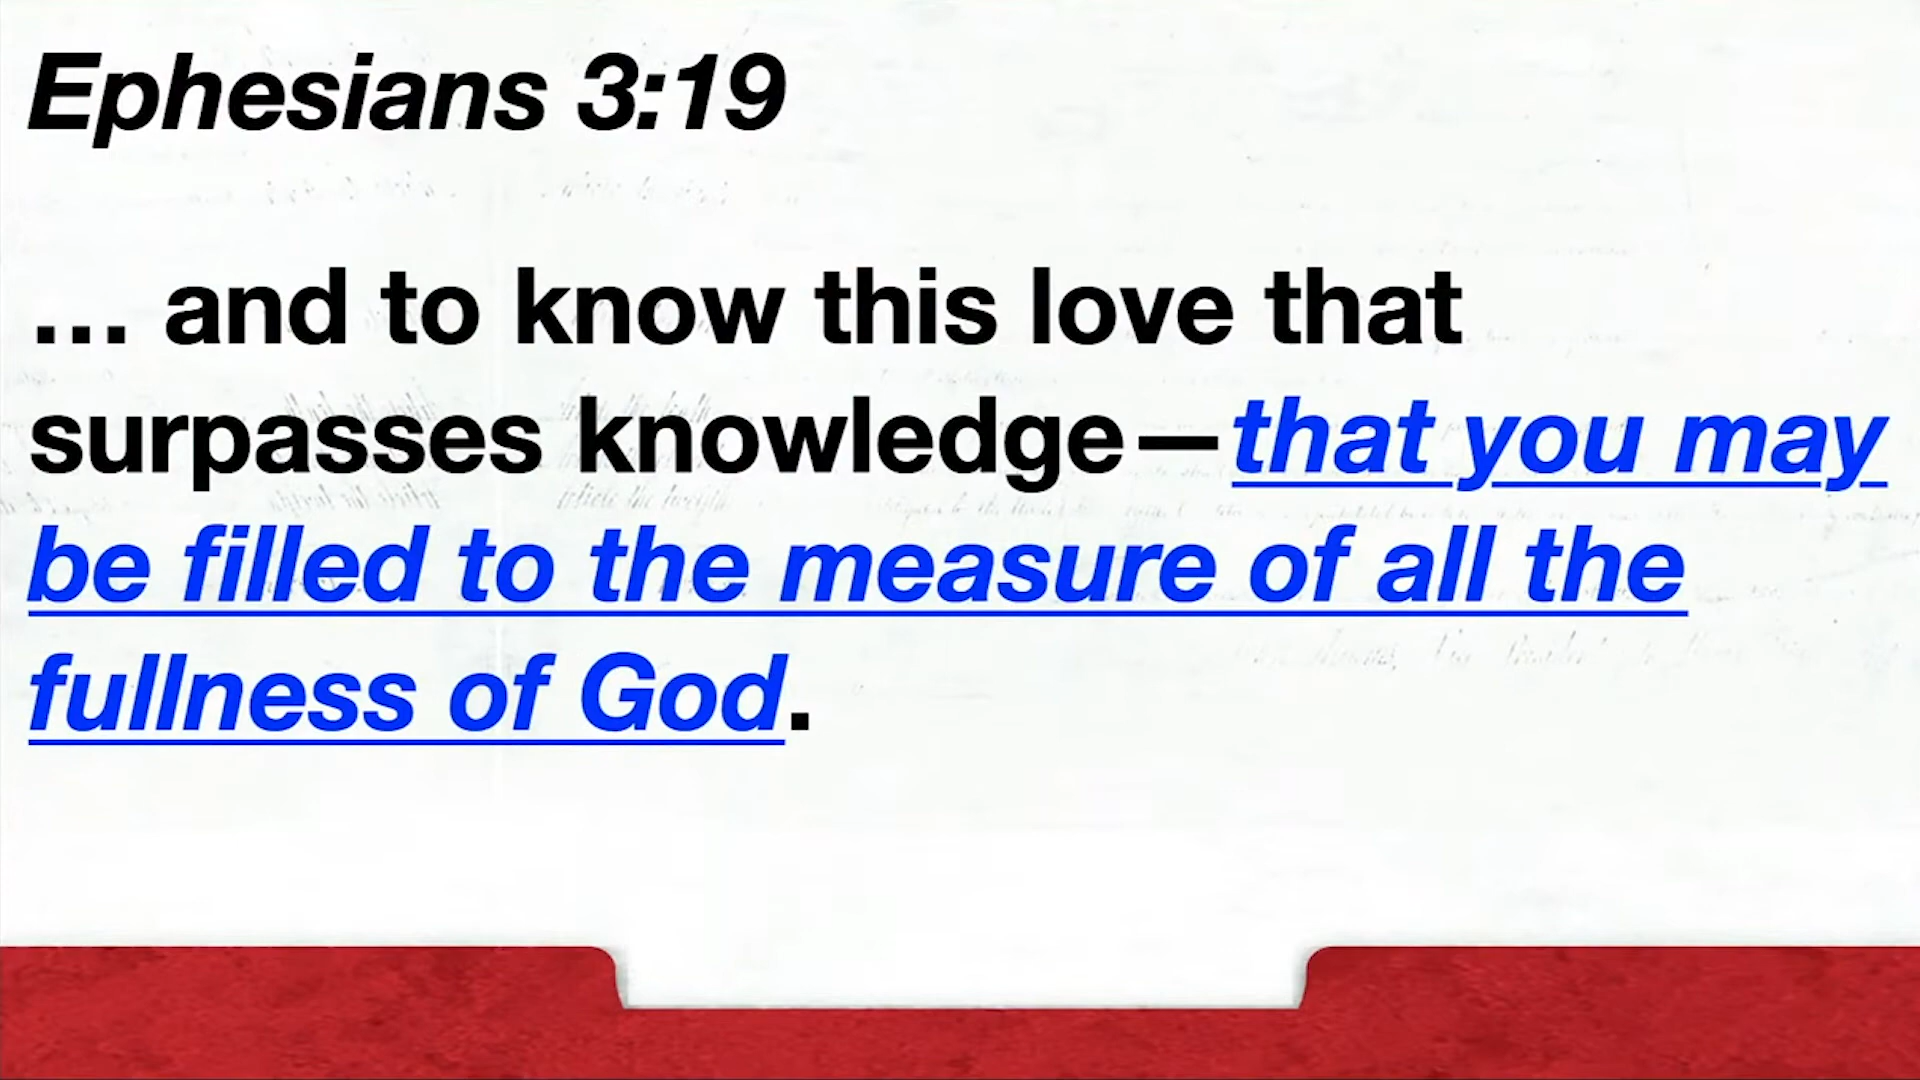 Ephesians 3:19
… and to know this love that
surpasses knowledge—that you may
be filled to the measure of all the
fullness of God.